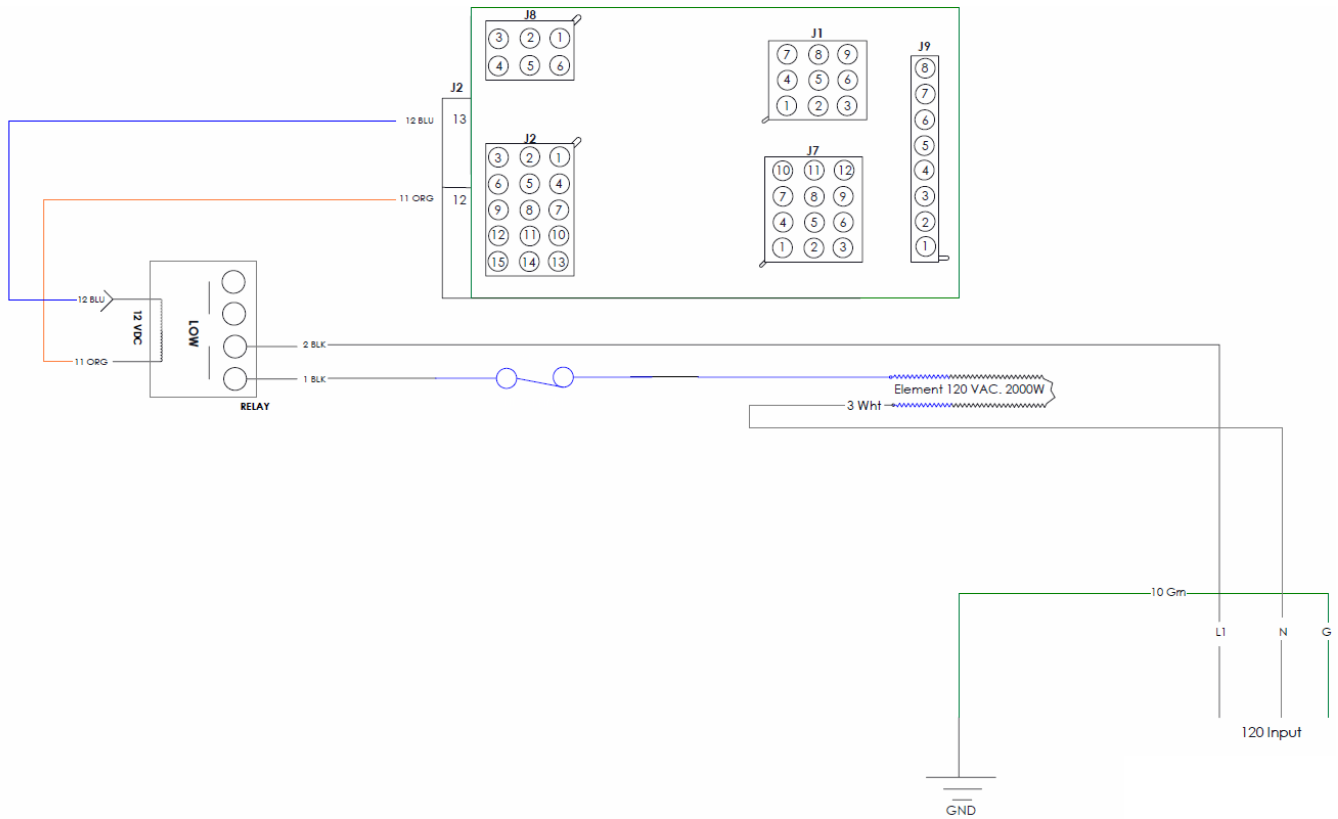 J8
3 2 1
4 5 6
J1
7 8 9
4 5 6
1 2 3
J9
8
7
6
5
4
3
2
1
J2
12 BLU 13
11 ORG 12
J2
3 2 1
6 5 4
9 8 7
12 11 10
15 14 13
J7
10 11 12
7 8 9
4 5 6
1 2 3
12 BLU
12 VDC
LOW
11 ORG
RELAY
2 BLK
1 BLK
Element 120 VAC. 2000W
3 Wht
10 Grn
L1 N G
120 Input
GND